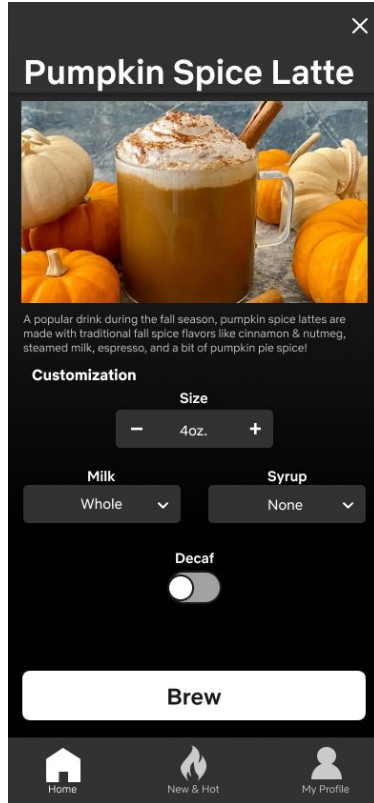 Pumpkin Spice Latte
A popular drink during the fall season, pumpkin spice lattes are
made with traditional fall spice flavors like cinnamon & nutmeg,
steamed milk, espresso, and a bit of pumpkin pie spice!
Customization
Size
4oz.
Milk
Syrup
Whole
None
Decaf
Brew
Home
New & Hot
My Profile